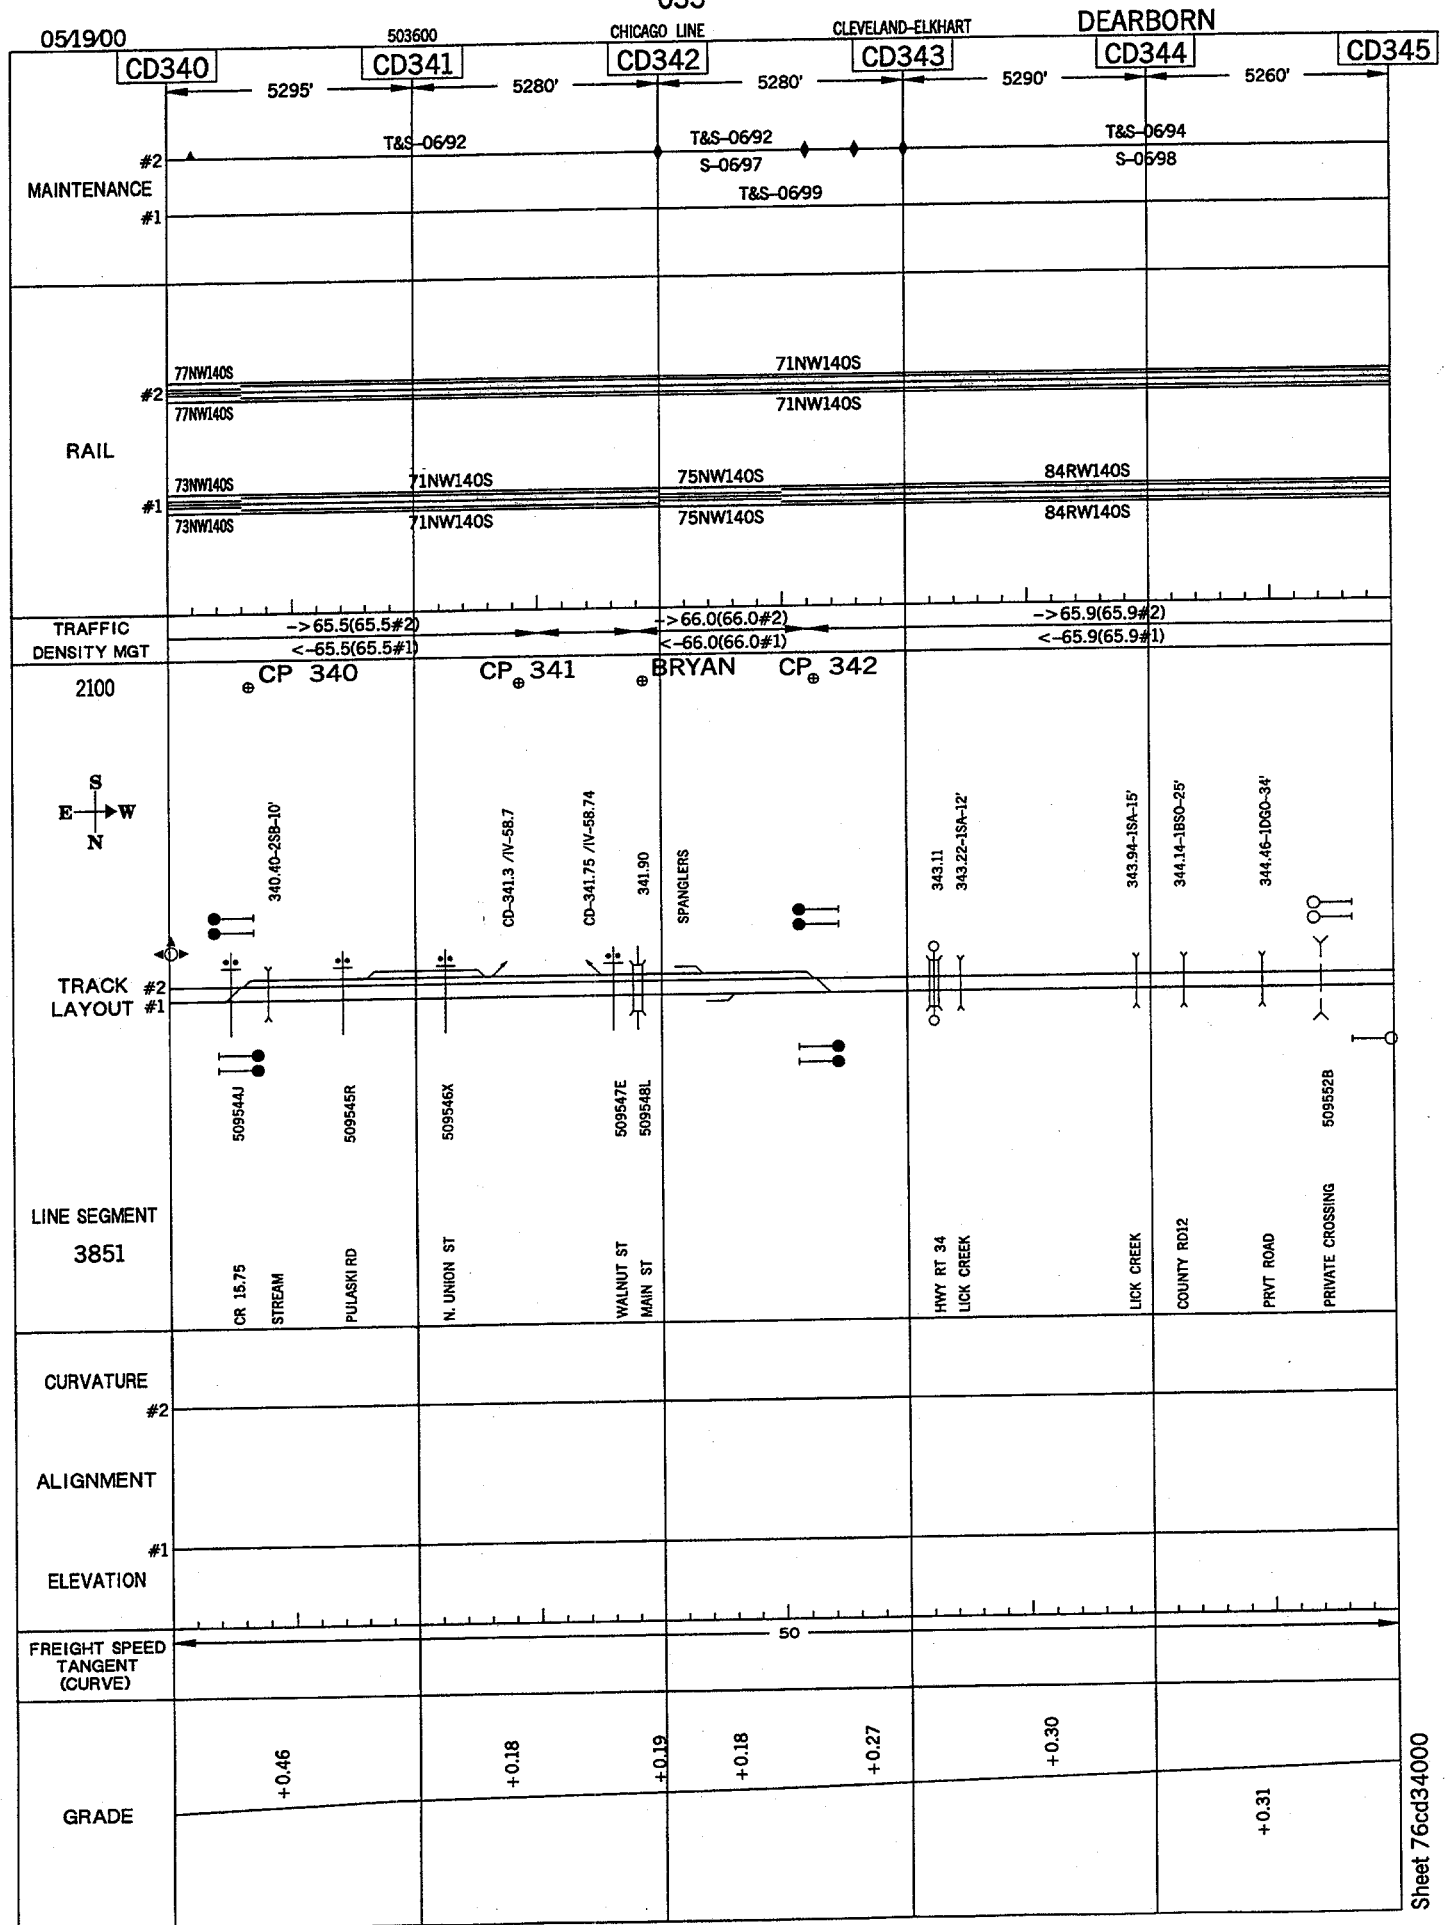 05/19/00 503600 CHICAGO LINE CLEVELAND-ELKHART DEARBORN
CD340 CD341 CD342 CD343 CD344 CD345
5295' 5280' 5280' 5290' 5260'
T&S-06/92 T&S-06/92 T&S-06/94
#2
S-06/97 S-06/98
MAINTENANCE
T&S-06/99
#1
77NW140S 71NW140S
#2
77NW140S 71NW140S
RAIL
73NW140S 71NW140S 75NW140S 84RW140S
#1
73NW140S 71NW140S 75NW140S 84RW140S
TRAFFIC
DENSITY MGT
->65.5(65.5#2) ->66.0(66.0#2) ->65.9(65.9#2)
<-65.5(65.5#1) <-66.0(66.0#1) <-65.9(65.9#1)
2100
CP 340 CP 341 BRYAN CP 342
S
E W
N
340.40-2SB-10'
CD-341.3 /IV-58.7
CD-341.75 /IV-58.74
341.90
SPANGLERS
343.11
343.22-1SA-12'
343.94-1SA-15'
344.14-1BSO-25'
344.46-1DGO-34'
TRACK #2
LAYOUT #1
509544J
509545R
509546X
509547E
509548L
509552B
LINE SEGMENT
3851
CR 15.75
STREAM
PULASKI RD
N. UNION ST
WALNUT ST
MAIN ST
HWY RT 34
LICK CREEK
LICK CREEK
COUNTY RD12
PRVT ROAD
PRIVATE CROSSING
CURVATURE
#2
ALIGNMENT
#1
ELEVATION
FREIGHT SPEED
TANGENT
(CURVE)
50
GRADE
+0.46
+0.18
+0.19
+0.18
+0.27
+0.30
+0.31
Sheet 76cd34000